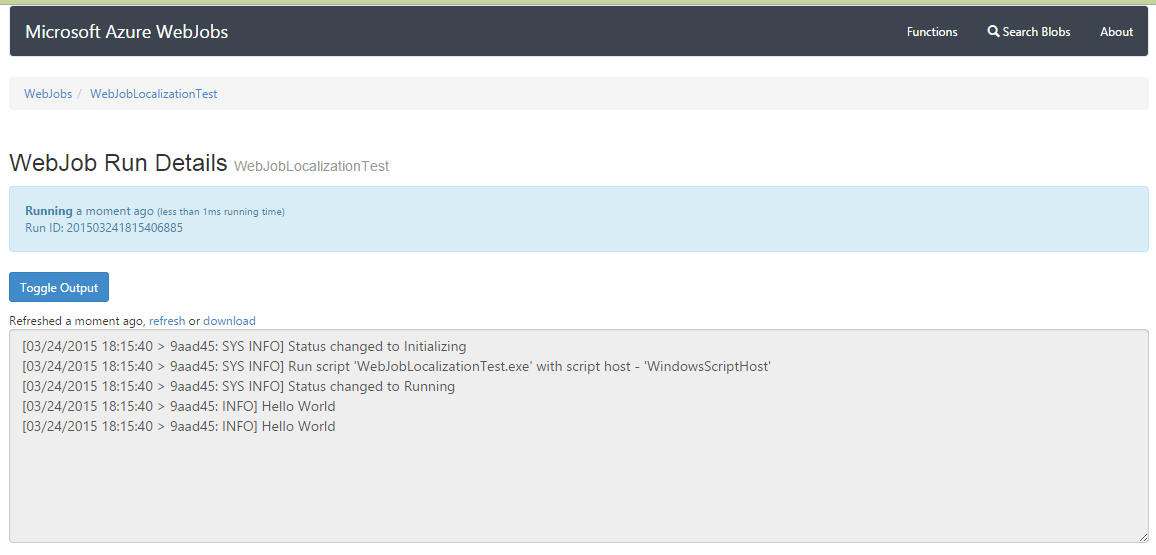 Microsoft Azure WebJobs
Functions
Search Blobs
About
WebJobs / WebJobLocalizationTest
WebJob Run Details WebJobLocalizationTest
Running a moment ago (less than 1ms running time)
Run ID: 201503241815406885
Toggle Output
Refreshed a moment ago, refresh or download
[03/24/2015 18:15:40 > 9aad45: SYS INFO] Status changed to Initializing
[03/24/2015 18:15:40 > 9aad45: SYS INFO] Run script 'WebJobLocalizationTest.exe' with script host - 'WindowsScriptHost'
[03/24/2015 18:15:40 > 9aad45: SYS INFO] Status changed to Running
[03/24/2015 18:15:40 > 9aad45: INFO] Hello World
[03/24/2015 18:15:40 > 9aad45: INFO] Hello World